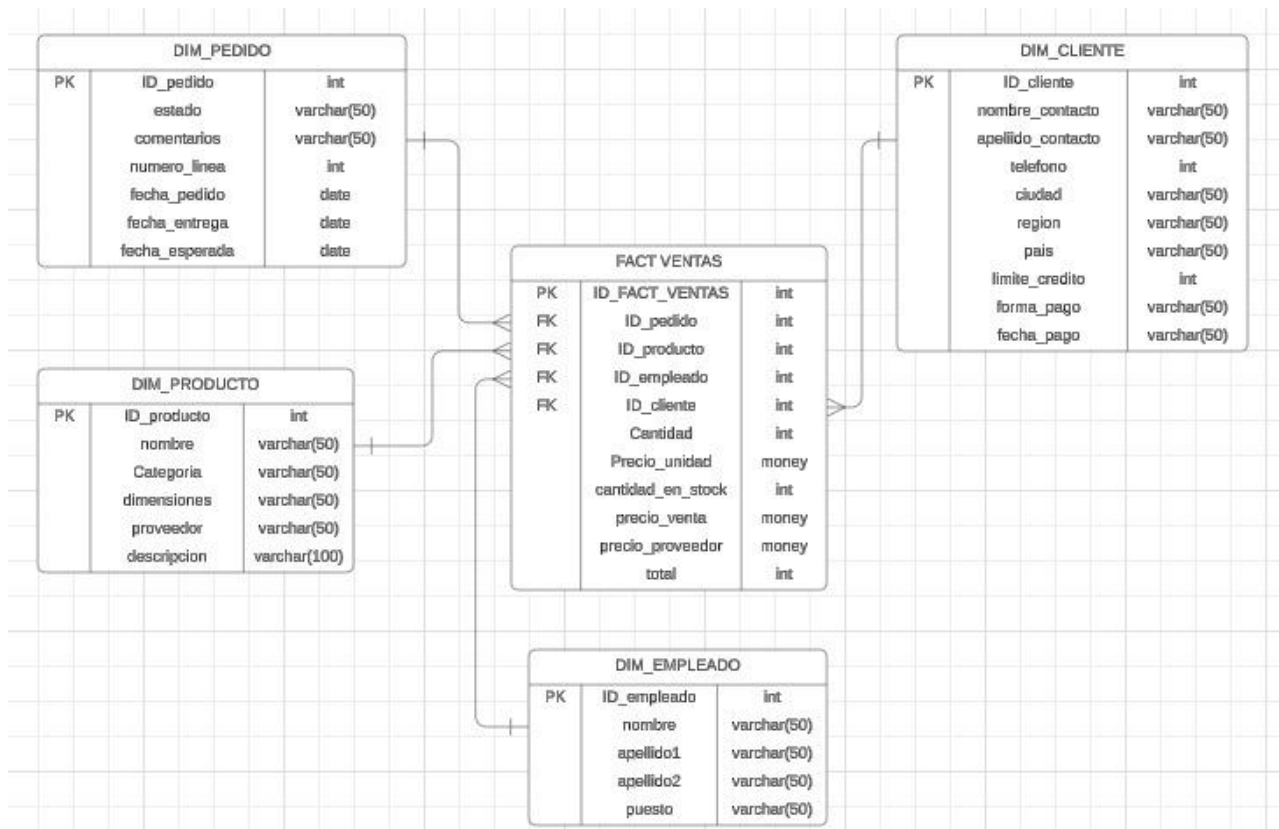 DIM_PEDIDO
PK ID_pedido int
estado varchar(50)
comentarios varchar(50)
numero_linea int
fecha_pedido date
fecha_entrega date
fecha_esperada date
DIM_CLIENTE
PK ID_cliente int
nombre_contacto varchar(50)
apeliido_contacto varchar(50)
telefono int
ciudad varchar(50)
region varchar(50)
pais varchar(50)
limite_credito int
forma_pago varchar(50)
fecha_pago varchar(50)
FACT VENTAS
PK ID_FACT_VENTAS int
FK ID_pedido int
FK ID_producto int
FK ID_empleado int
FK ID_cliente int
Cantidad int
Precio_unidad money
cantidad_en_stock int
precio_venta money
precio_proveedor money
total int
DIM_PRODUCTO
PK ID_producto int
nombre varchar(50)
Categoria varchar(50)
dimensiones varchar(50)
proveedor varchar(50)
descripcion varchar(100)
DIM_EMPLEADO
PK ID_empleado int
nombre varchar(50)
apellido1 varchar(50)
apellido2 varchar(50)
puesto varchar(50)